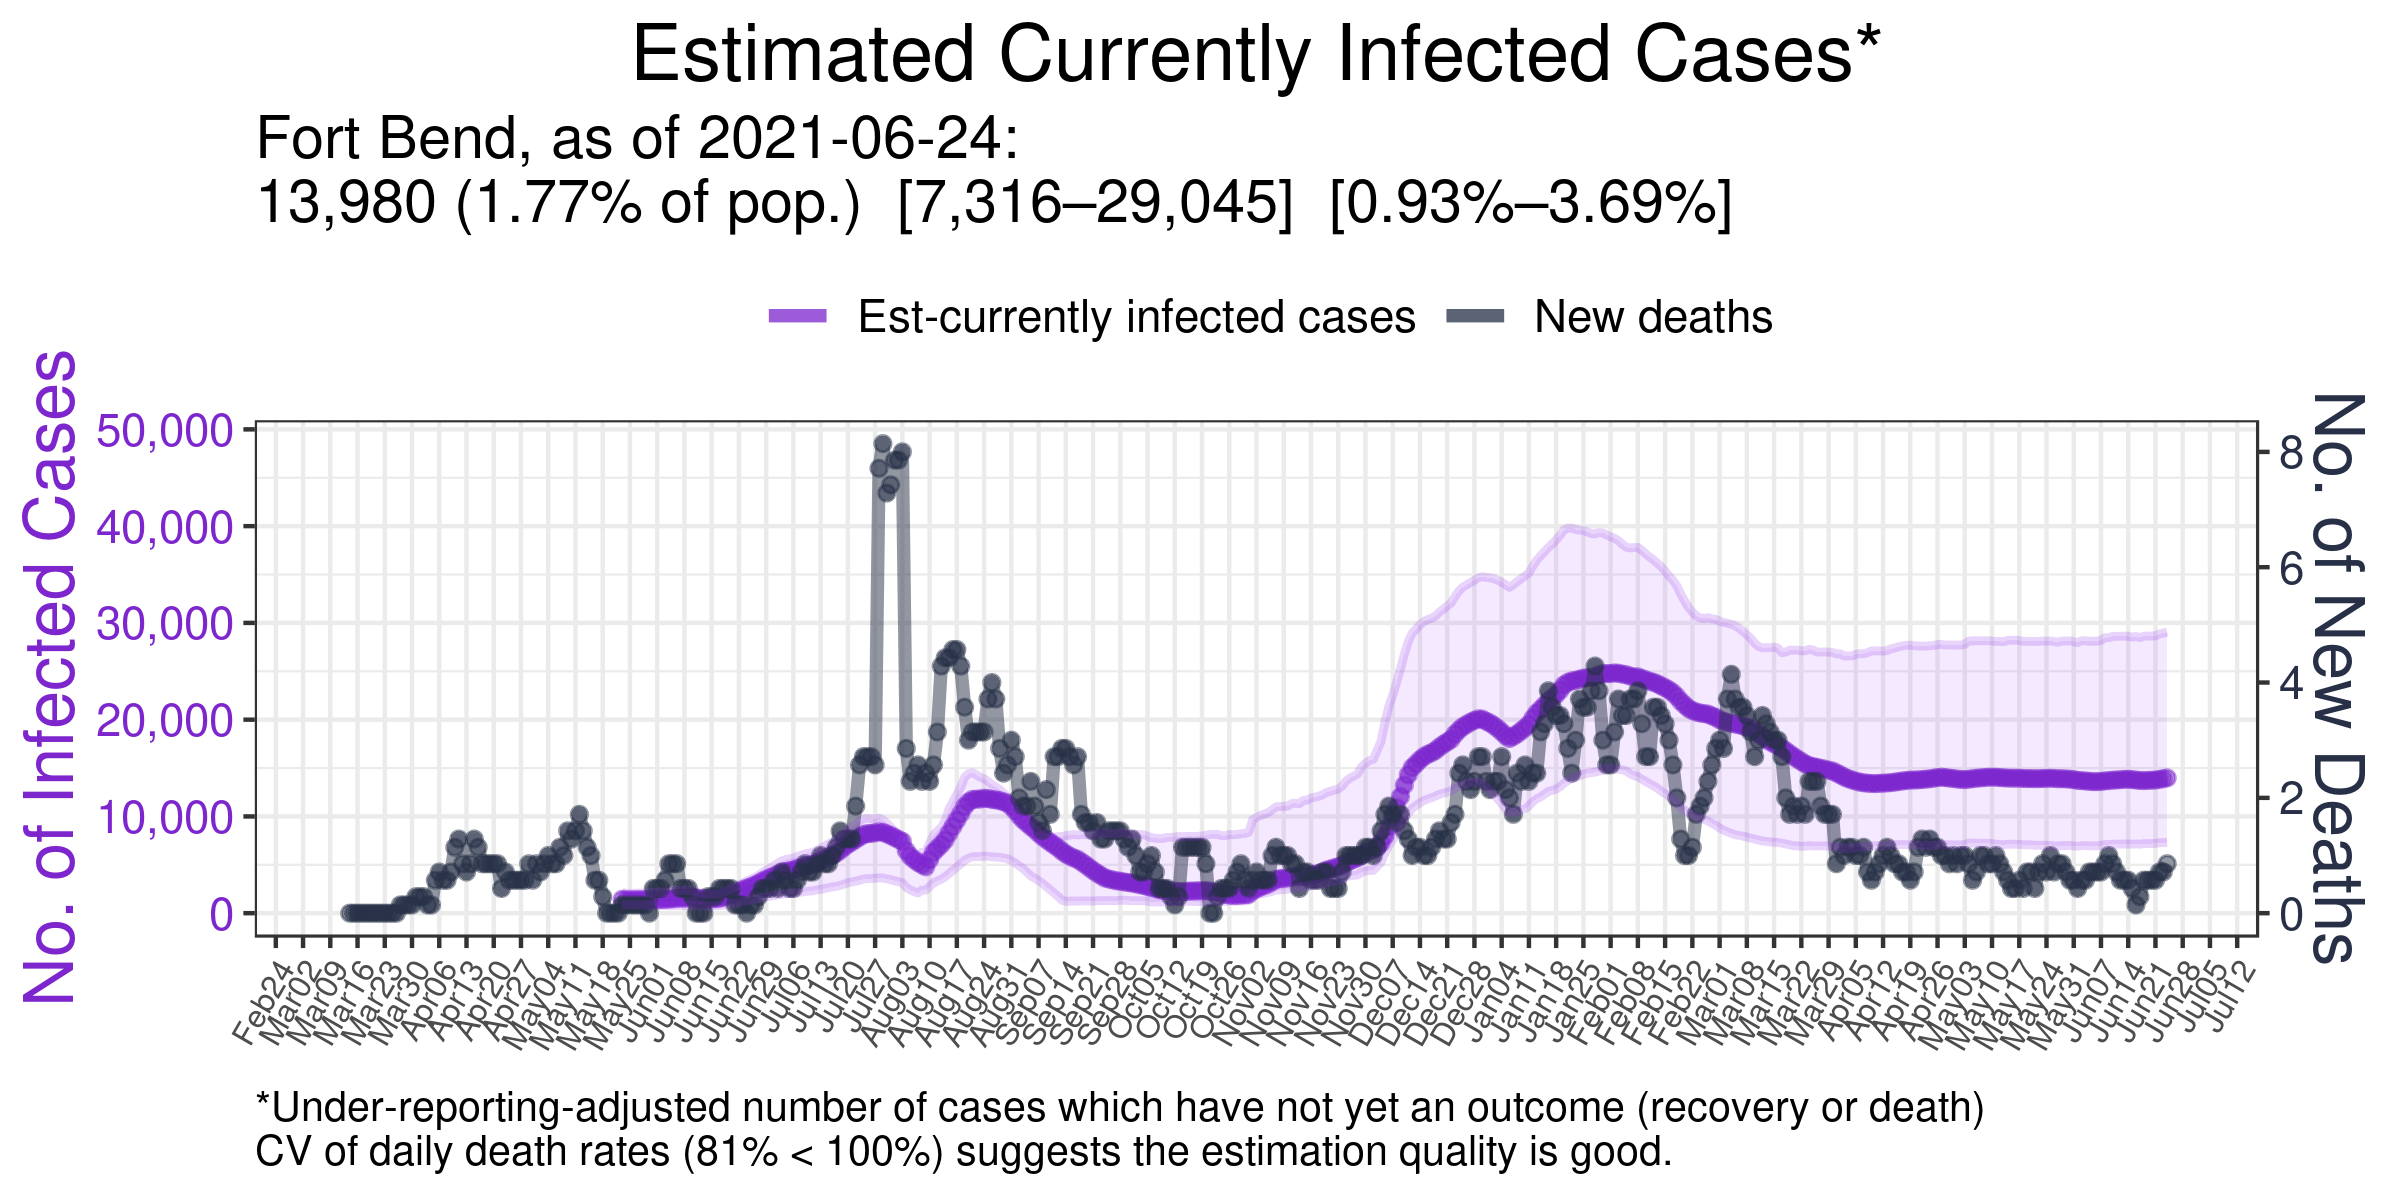 Estimated Currently Infected Cases*
Fort Bend, as of 2021-06-24:
13,980 (1.77% of pop.) [7,316–29,045] [0.93%–3.69%]
Est-currently infected cases New deaths
No. of Infected Cases
50,000
40,000
30,000
20,000
10,000
0
8
6
4
2
0
No. of New Deaths
Feb24 Mar02 Mar09 Mar16 Mar23 Mar30 Apr06 Apr13 Apr20 Apr27 May04 May11 May18 May25 Jun01 Jun08 Jun15 Jun22 Jun29 Jul06 Jul13 Jul20 Jul27 Aug03 Aug10 Aug17 Aug24 Aug31 Sep07 Sep14 Sep21 Sep28 Oct05 Oct12 Oct19 Oct26 Nov02 Nov09 Nov16 Nov23 Nov30 Dec07 Dec14 Dec21 Dec28 Jan04 Jan11 Jan18 Jan25 Feb01 Feb08 Feb15 Feb22 Mar01 Mar08 Mar15 Mar22 Mar29 Apr05 Apr12 Apr19 Apr26 May03 May10 May17 May24 May31 Jun07 Jun14 Jun21 Jun28 Jul05 Jul12
*Under-reporting-adjusted number of cases which have not yet an outcome (recovery or death)
CV of daily death rates (81% < 100%) suggests the estimation quality is good.